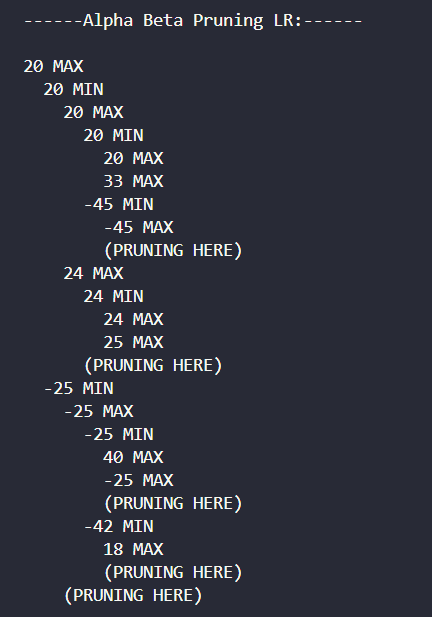 ------Alpha Beta Pruning LR:------
20 MAX
20 MIN
20 MAX
20 MIN
20 MAX
33 MAX
-45 MIN
-45 MAX
(PRUNING HERE)
24 MAX
24 MIN
24 MAX
25 MAX
(PRUNING HERE)
-25 MIN
-25 MAX
-25 MIN
40 MAX
-25 MAX
(PRUNING HERE)
-42 MIN
18 MAX
(PRUNING HERE)
(PRUNING HERE)